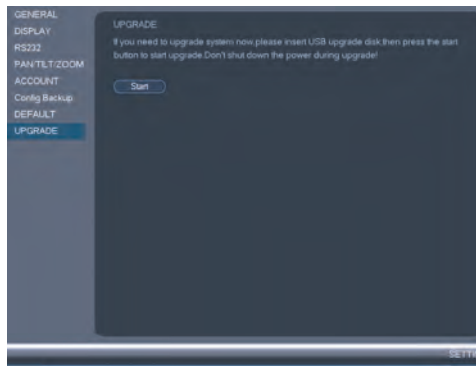 GENERAL
DISPLAY
RS232
PAN/TILT/ZOOM
ACCOUNT
Config Backup
DEFAULT
UPGRADE
UPGRADE
If you need to upgrade system now,please insert USB upgrade disk,then press the start
button to start upgrade.Don't shut down the power during upgrade!
Start
SETTI